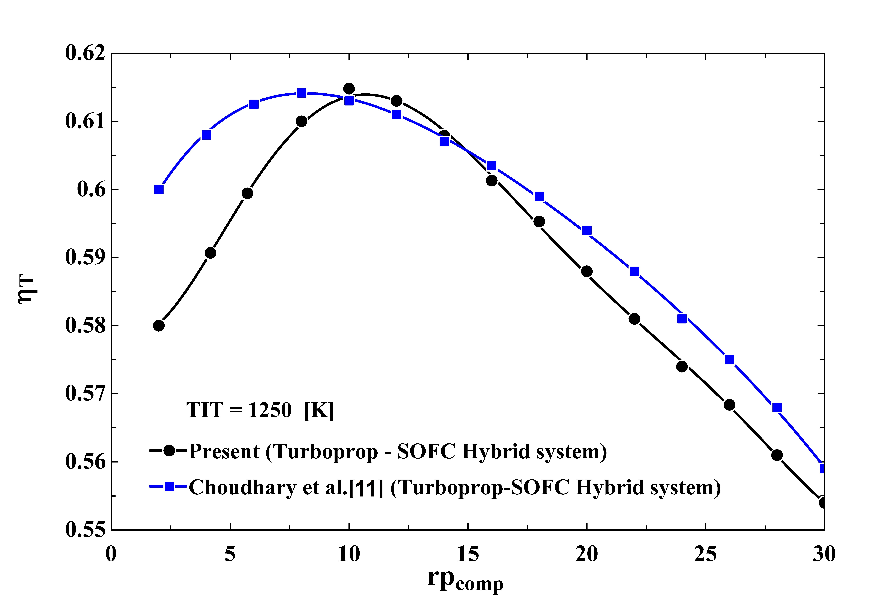 0.62
0.61
0.6
0.59
0.58
0.57
0.56
0.55
ηT
TIT = 1250 [K]
Present (Turboprop - SOFC Hybrid system)
Choudhary et al.[11] (Turboprop-SOFC Hybrid system)
0 5 10 15 20 25 30
rpcomp